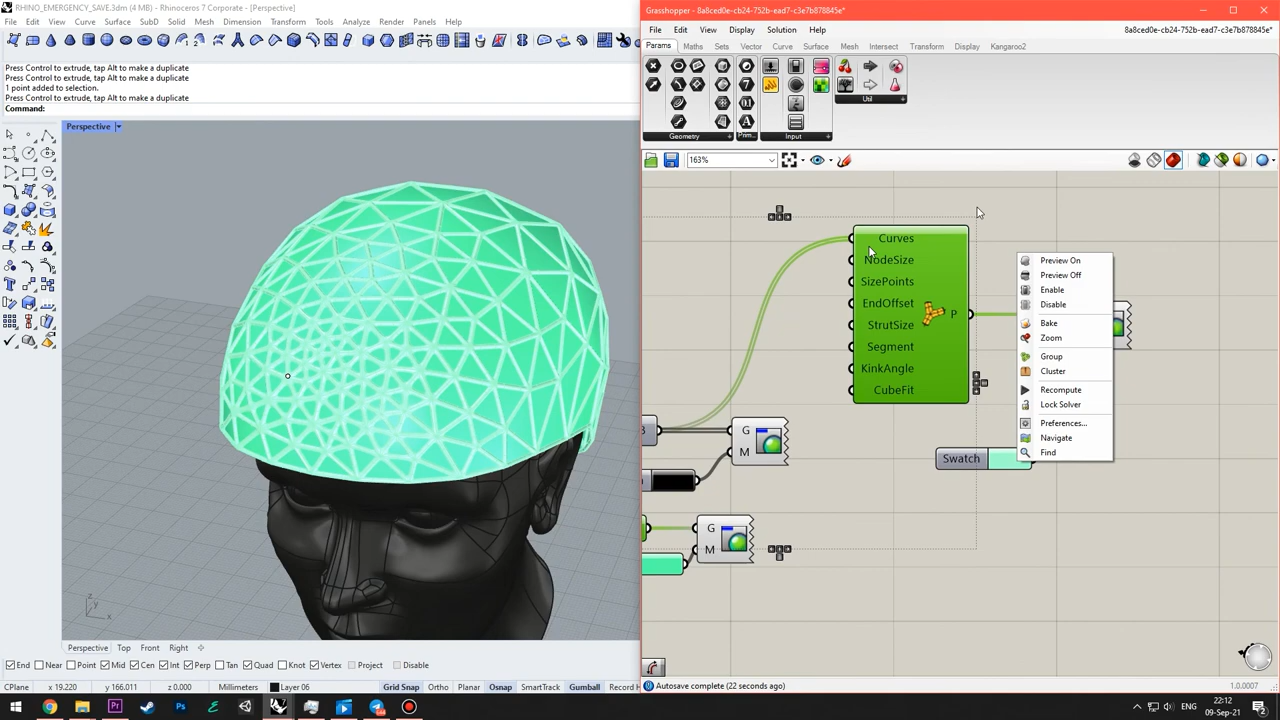 RHINO_EMERGENCY_SAVE.3dm (4 MB) - Rhinoceros 7 Corporate - [Perspective]
File Edit View Curve Surface SubD Solid Mesh Dimension Transform Tools Analyze Render Panels Help
Press Control to extrude, tap Alt to make a duplicate
Press Control to extrude, tap Alt to make a duplicate
1 point added to selection.
Press Control to extrude, tap Alt to make a duplicate
Command:
Perspective
z
y
x
Perspective Top Front Right
End Near Point Mid Cen Int Perp Tan Quad Knot Vertex Project Disable
CPlane x 19.220 y 166.011 z 0.000 Millimeters Layer 06 Grid Snap Ortho Planar Osnap SmartTrack Gumball Record H
Grasshopper - 8a8ced0e-cb24-752b-ead7-c3e7b878845e*
File Edit View Display Solution Help 8a8ced0e-cb24-752b-ead7-c3e7b878845e*
Params Maths Sets Vector Curve Surface Mesh Intersect Transform Display Kangaroo2
Geometry Prim... Input Util
163%
Curves
NodeSize
SizePoints
EndOffset
StrutSize
Segment
KinkAngle
CubeFit
P
G
M
G
M
Swatch
Preview On
Preview Off
Enable
Disable
Bake
Zoom
Group
Cluster
Recompute
Lock Solver
Preferences...
Navigate
Find
Autosave complete (22 seconds ago)
1.0.0007
22:12
ENG
09-Sep-21